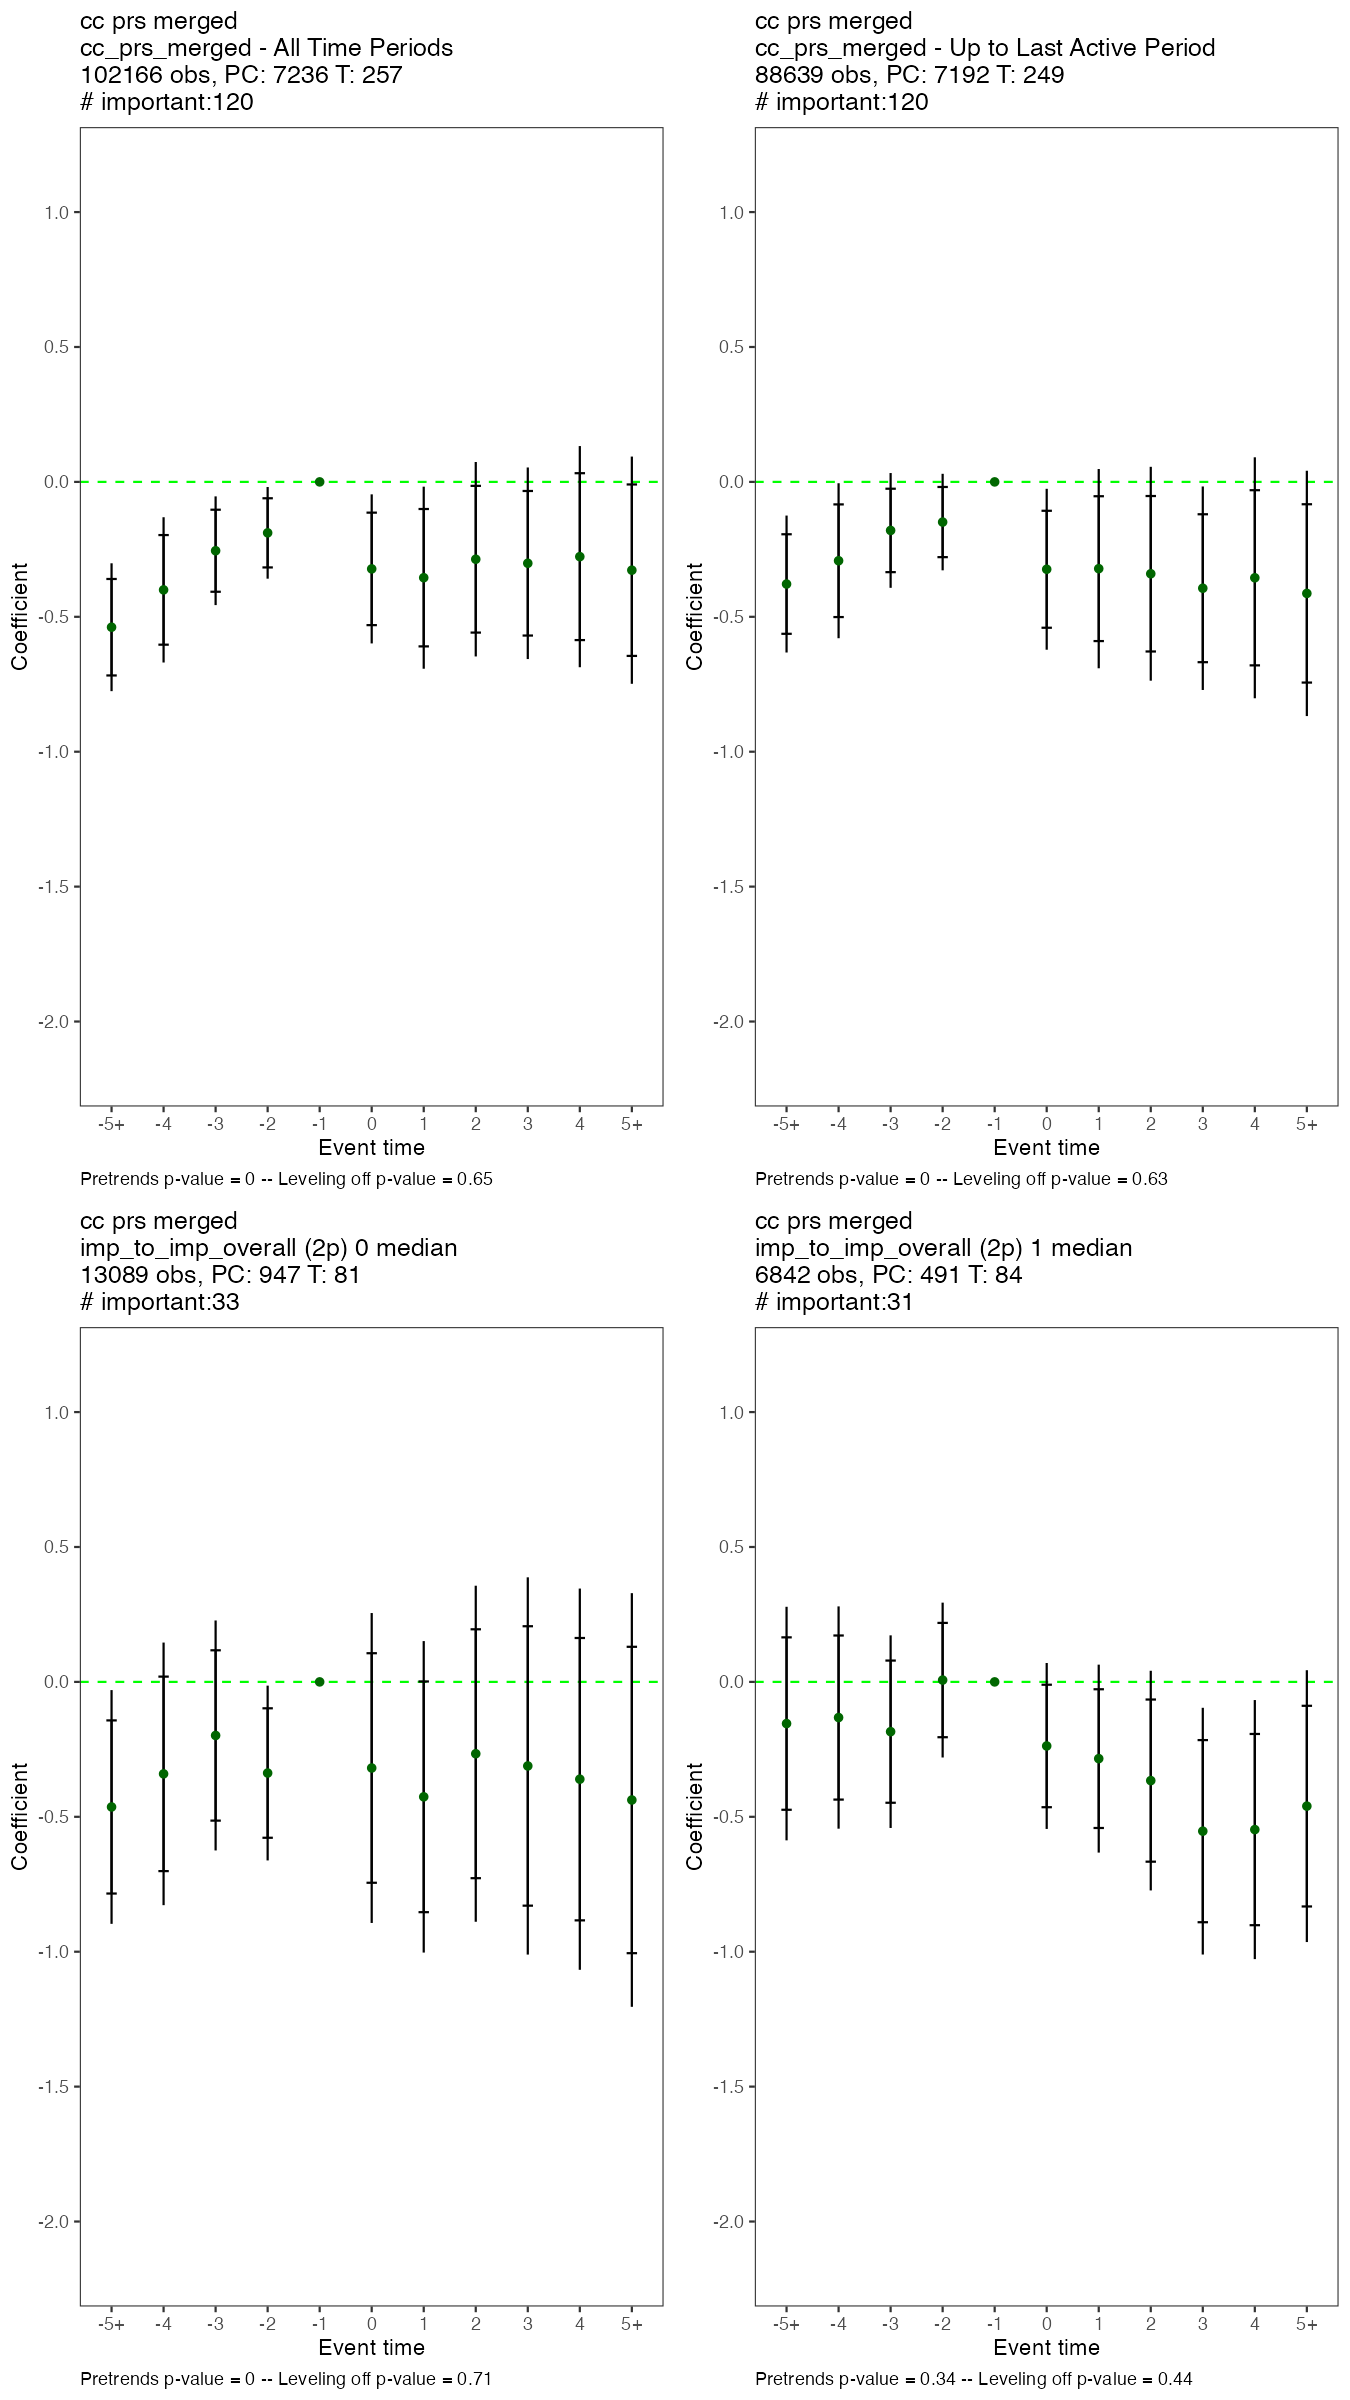 cc prs merged
cc_prs_merged - All Time Periods
102166 obs, PC: 7236 T: 257
# important:120
1.0
0.5
0.0
-0.5
-1.0
-1.5
-2.0
Coefficient
-5+ -4 -3 -2 -1 0 1 2 3 4 5+
Event time
Pretrends p-value = 0 -- Leveling off p-value = 0.65
cc prs merged
cc_prs_merged - Up to Last Active Period
88639 obs, PC: 7192 T: 249
# important:120
1.0
0.5
0.0
-0.5
-1.0
-1.5
-2.0
Coefficient
-5+ -4 -3 -2 -1 0 1 2 3 4 5+
Event time
Pretrends p-value = 0 -- Leveling off p-value = 0.63
cc prs merged
imp_to_imp_overall (2p) 0 median
13089 obs, PC: 947 T: 81
# important:33
1.0
0.5
0.0
-0.5
-1.0
-1.5
-2.0
Coefficient
-5+ -4 -3 -2 -1 0 1 2 3 4 5+
Event time
Pretrends p-value = 0 -- Leveling off p-value = 0.71
cc prs merged
imp_to_imp_overall (2p) 1 median
6842 obs, PC: 491 T: 84
# important:31
1.0
0.5
0.0
-0.5
-1.0
-1.5
-2.0
Coefficient
-5+ -4 -3 -2 -1 0 1 2 3 4 5+
Event time
Pretrends p-value = 0.34 -- Leveling off p-value = 0.44